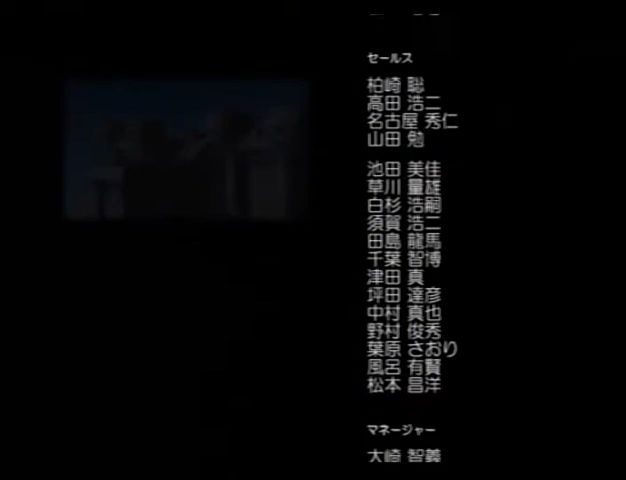 セールス
柏崎 聡
高田 浩二
名古屋 秀仁
山田 勉
池田 美佳
草川 量雄
白杉 浩嗣
須賀 浩二
田島 龍馬
千葉 智博
津田 真
坪田 達彦
中村 真也
野村 俊秀
葉原 さおり
風呂 有賢
松本 昌洋
マネージャー
大崎 智義